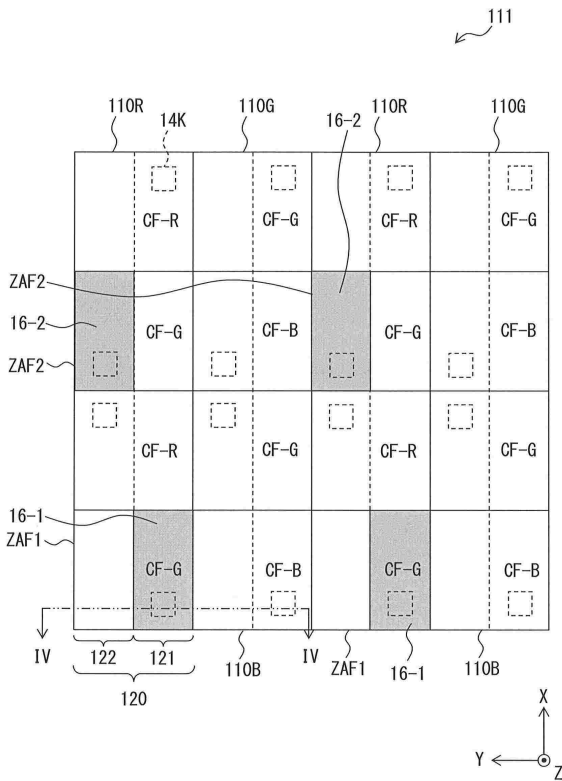 111
110R 14K 110G 16-2 110R 110G
CF-R CF-G CF-R CF-G
ZAF2
16-2 CF-G CF-B CF-G CF-B
ZAF2
CF-R CF-G CF-R CF-G
16-1
ZAF1
CF-G CF-B CF-G CF-B
IV 122 121 IV 110B ZAF1 16-1 110B
120
X
Y
Z